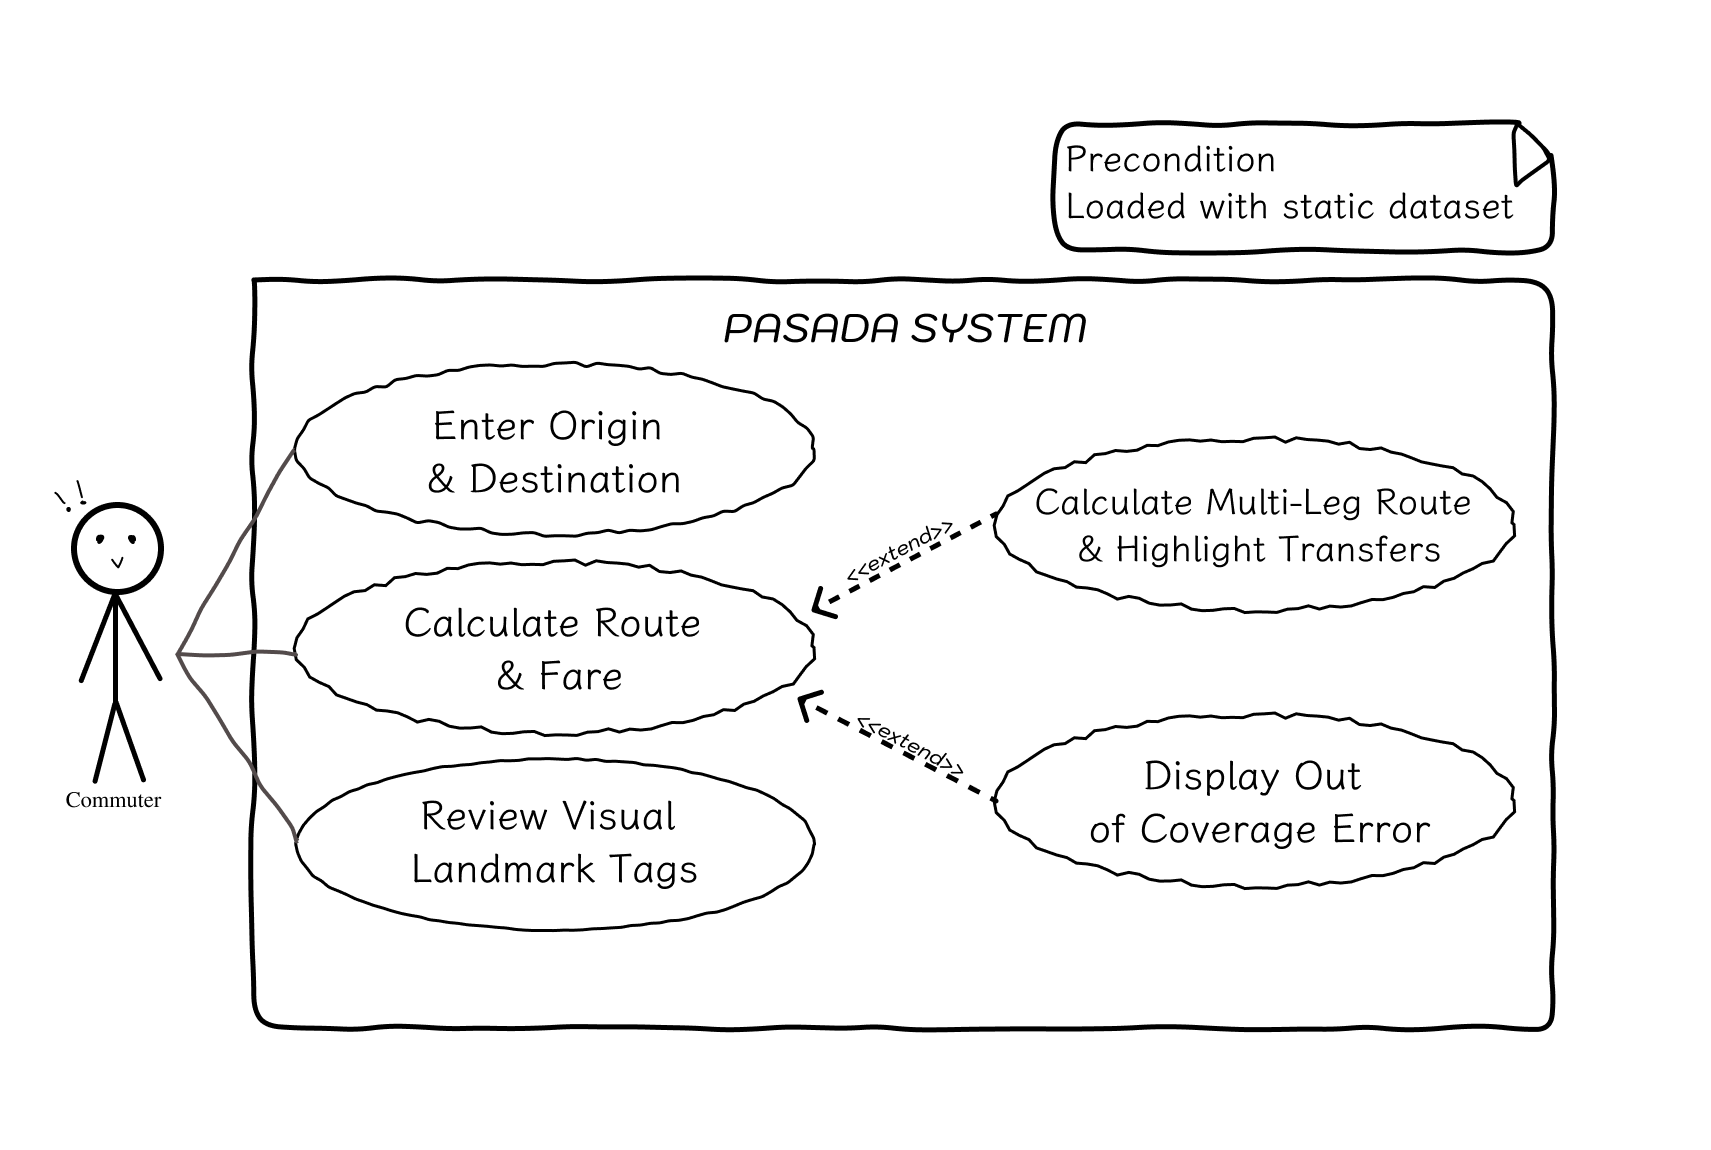 Precondition
Loaded with static dataset
PASADA SYSTEM
Enter Origin
& Destination
Calculate Multi-Leg Route
& Highlight Transfers
<<extend>>
Calculate Route
& Fare
<<extend>>
Display Out
of Coverage Error
Review Visual
Landmark Tags
! !
Commuter